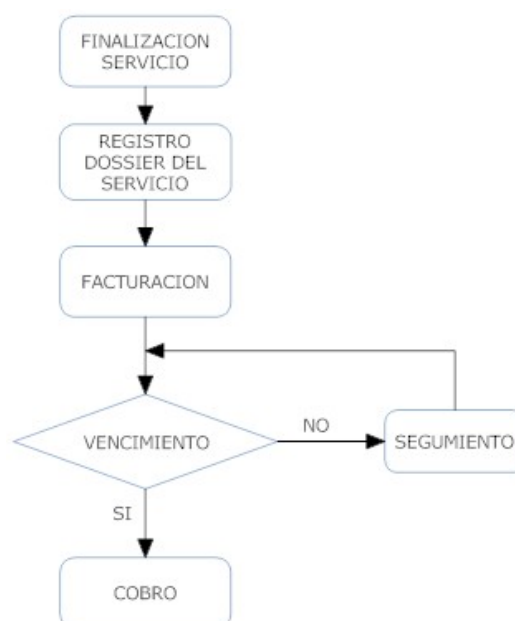 FINALIZACION
SERVICIO
REGISTRO
DOSSIER DEL
SERVICIO
FACTURACION
VENCIMIENTO
NO
SEGUMIENTO
SI
COBRO